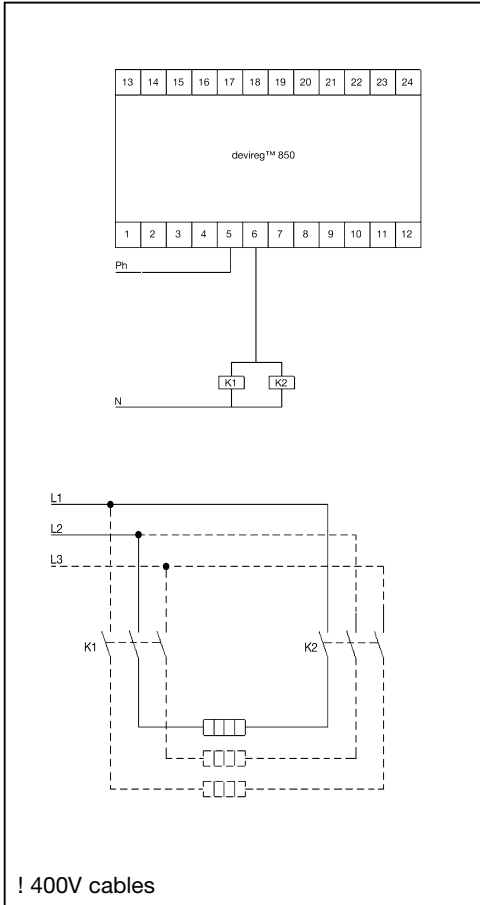 13 14 15 16 17 18 19 20 21 22 23 24
devireg™ 850
1 2 3 4 5 6 7 8 9 10 11 12
Ph
K1 K2
N
L1
L2
L3
K1 K2
! 400V cables